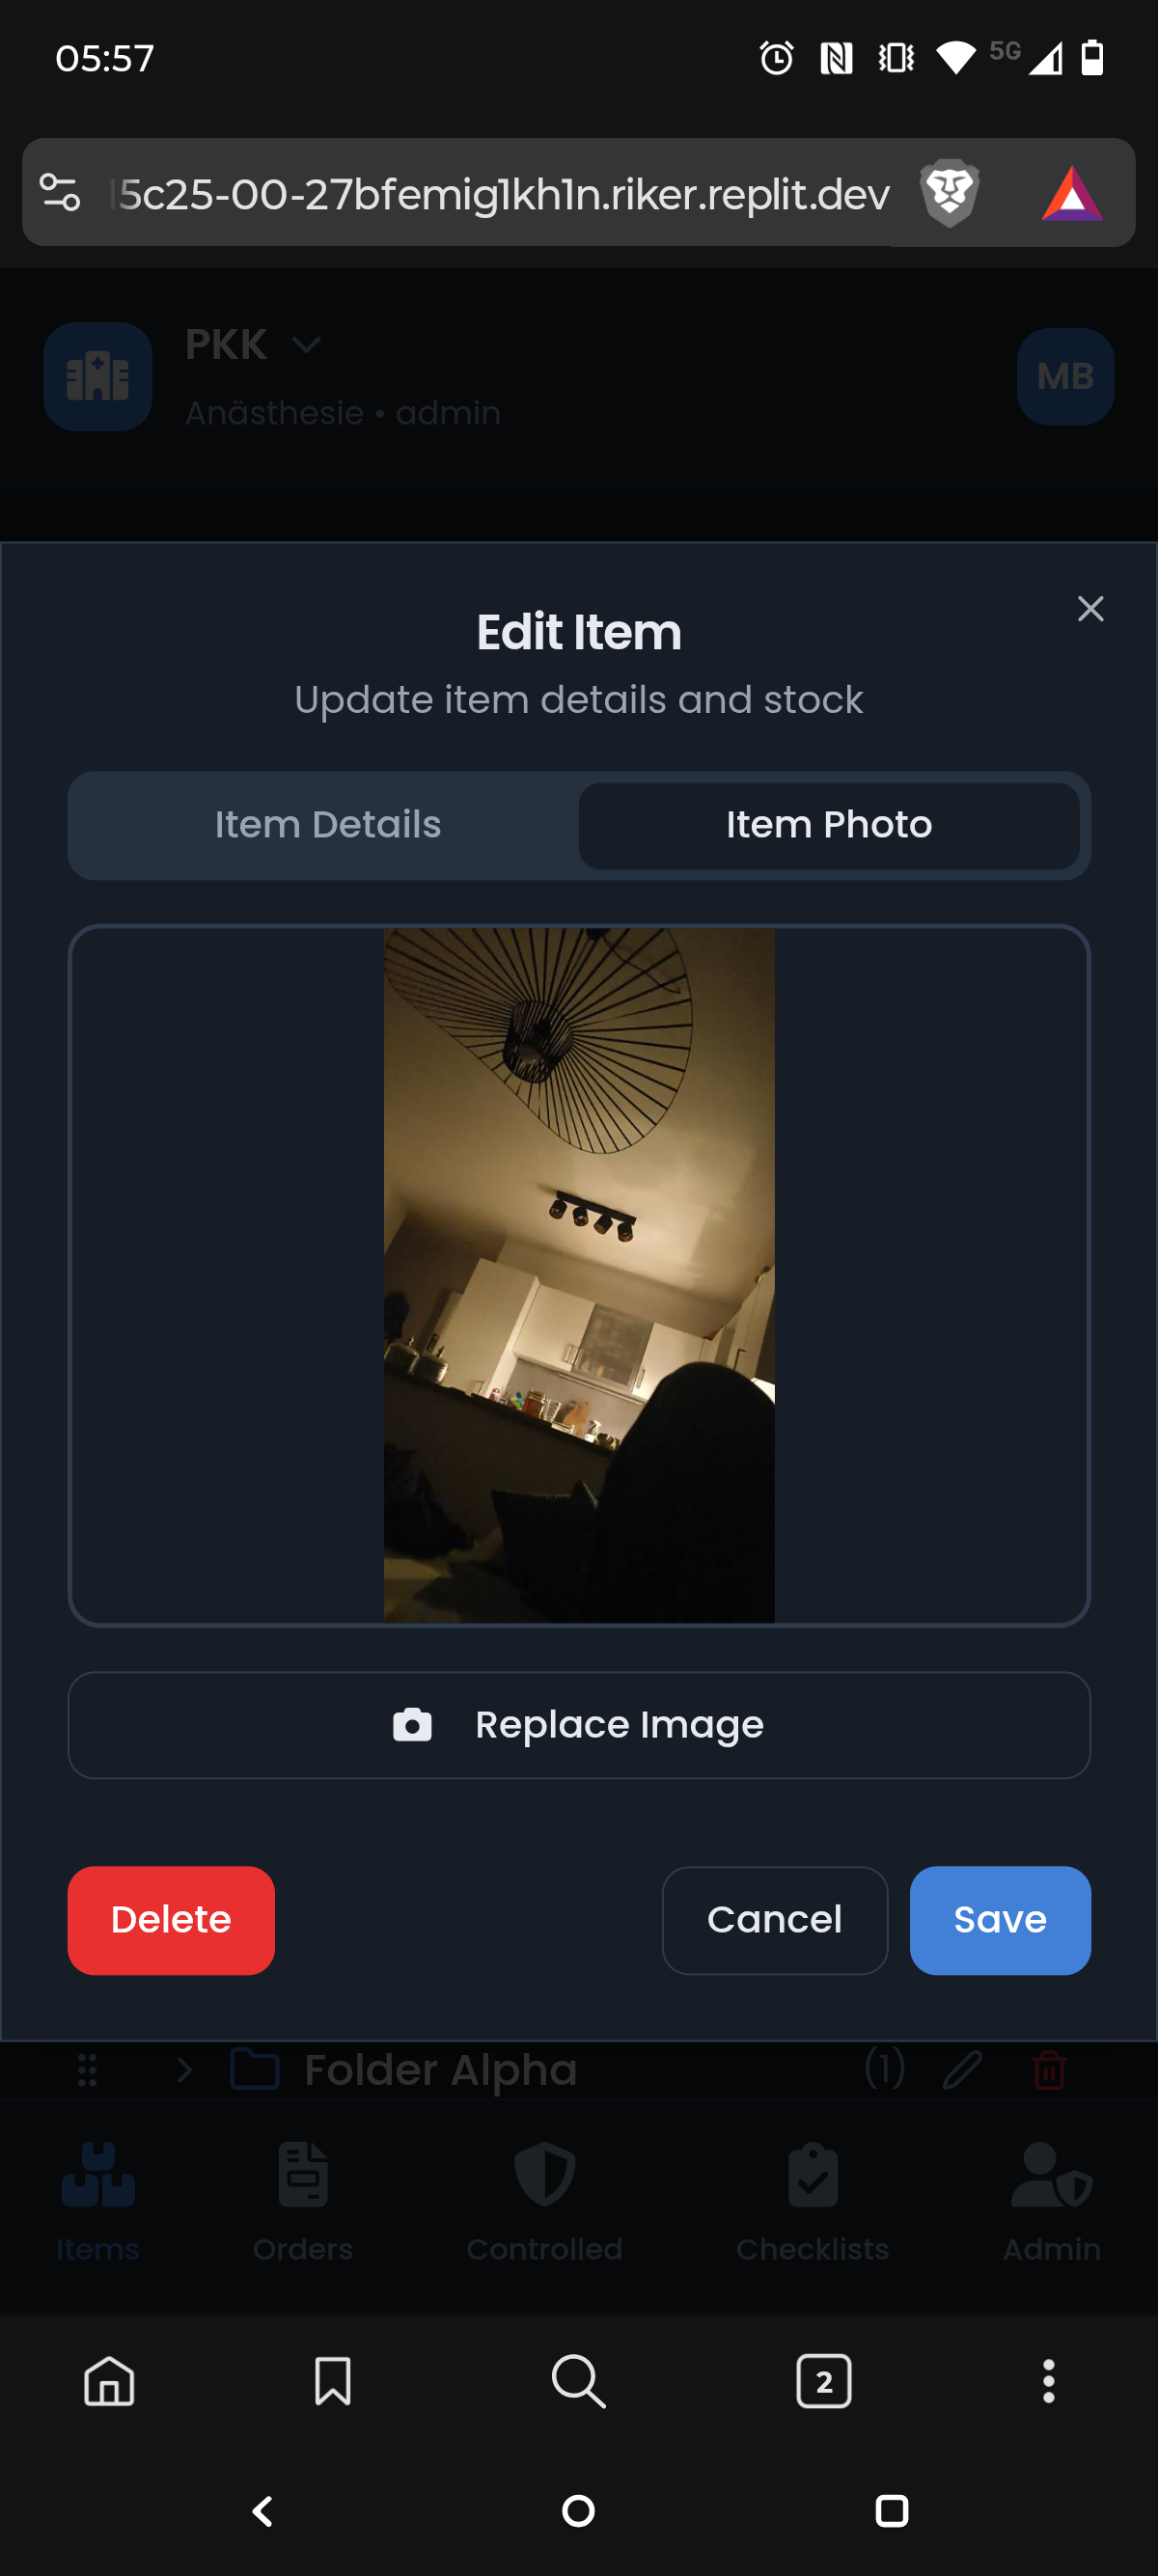 05:57
5G
5c25-00-27bfemig1kh1n.riker.replit.dev
PKK
MB
Anästhesie • admin
Edit Item
Update item details and stock
Item Details
Item Photo
Replace Image
Delete
Cancel
Save
Folder Alpha
(1)
Items
Orders
Controlled
Checklists
Admin
2